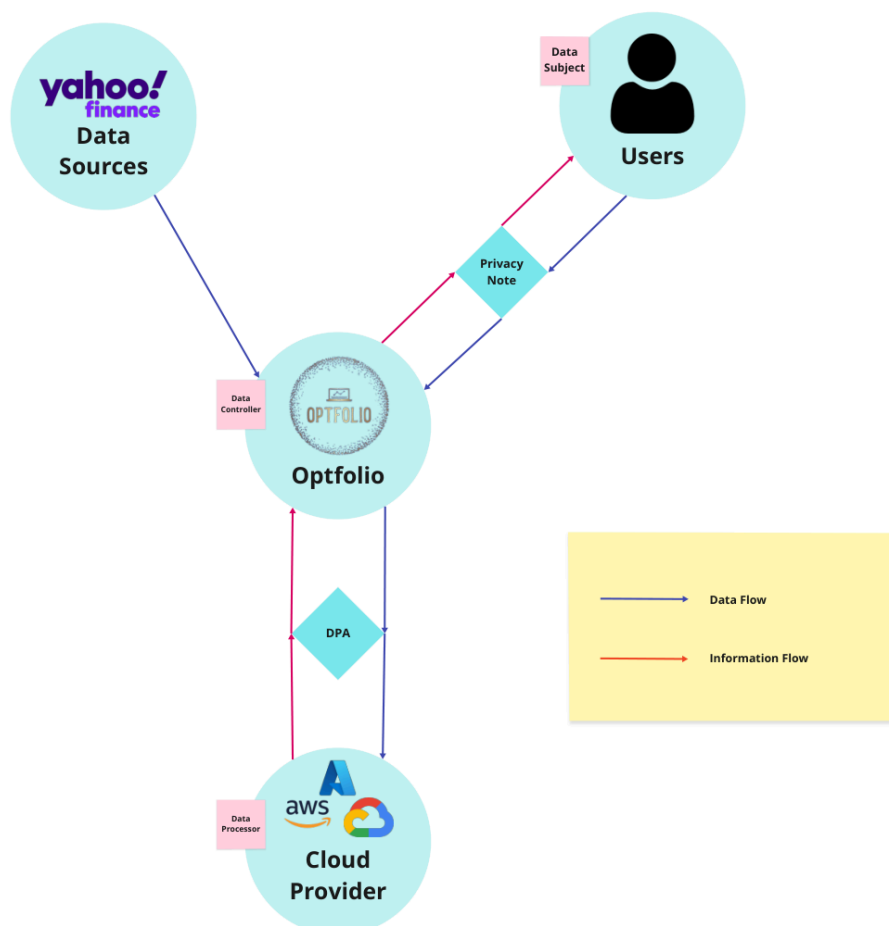 yahoo!
finance
Data
Sources
Data
Subject
Users
Privacy
Note
Data
Controller
OPTFOLIO
Optfolio
DPA
Data Flow
Information Flow
Data
Processor
aws
Cloud
Provider